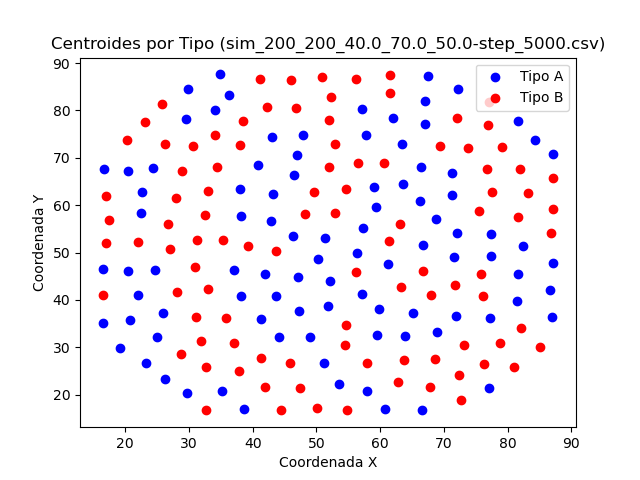 Centroides por Tipo (sim_200_200_40.0_70.0_50.0-step_5000.csv)
Tipo A
Tipo B
90
80
70
60
50
40
30
20
Coordenada Y
20 30 40 50 60 70 80 90
Coordenada X